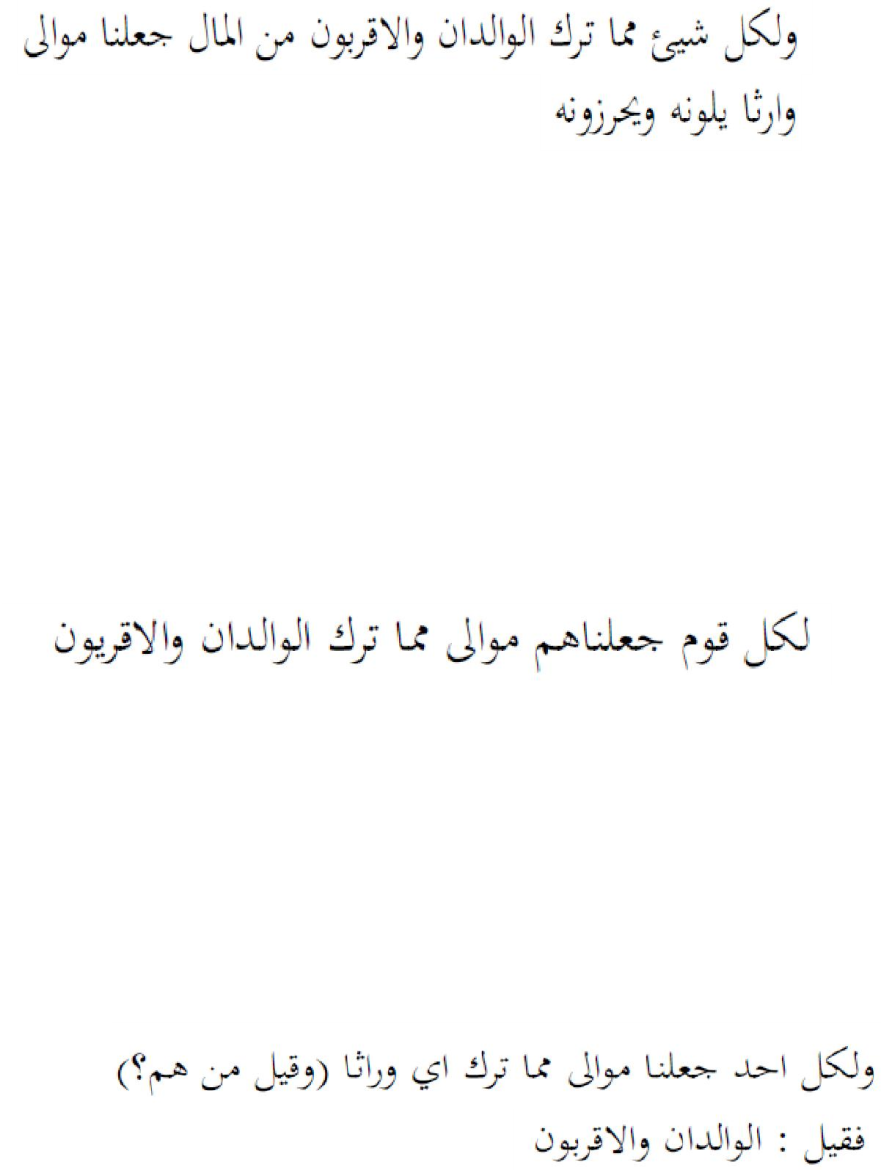 ولكل شيئ مما ترك الوالدان والاقربون من المال جعلنا موالى
وارثا يلونه ويحرزونه
لكل قوم جعلناهم موالى مما ترك الوالدان والاقريون
ولكل احد جعلنا موالى مما ترك اي وراثا (وقيل من هم؟)
فقيل : الوالدان والاقربون